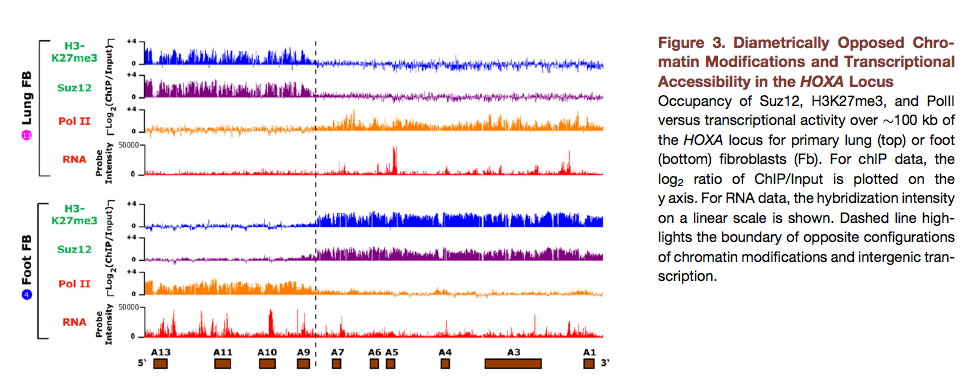 Lung FB
13
H3-
K27me3
Suz12
Pol II
RNA
Log2(ChIP/Input)
Probe
Intensity
+4
0
+4
0
+4
0
50000
0
Foot FB
4
H3-
K27me3
Suz12
Pol II
RNA
Log2(ChIP/Input)
Probe
Intensity
+4
0
+4
0
+4
0
50000
0
A13 A11 A10 A9 A7 A6 A5 A4 A3 A1
5' 3'
Figure 3. Diametrically Opposed Chro-
matin Modifications and Transcriptional
Accessibility in the HOXA Locus
Occupancy of Suz12, H3K27me3, and PolII
versus transcriptional activity over ~100 kb of
the HOXA locus for primary lung (top) or foot
(bottom) fibroblasts (Fb). For chIP data, the
log2 ratio of ChIP/Input is plotted on the
y axis. For RNA data, the hybridization intensity
on a linear scale is shown. Dashed line high-
lights the boundary of opposite configurations
of chromatin modifications and intergenic tran-
scription.